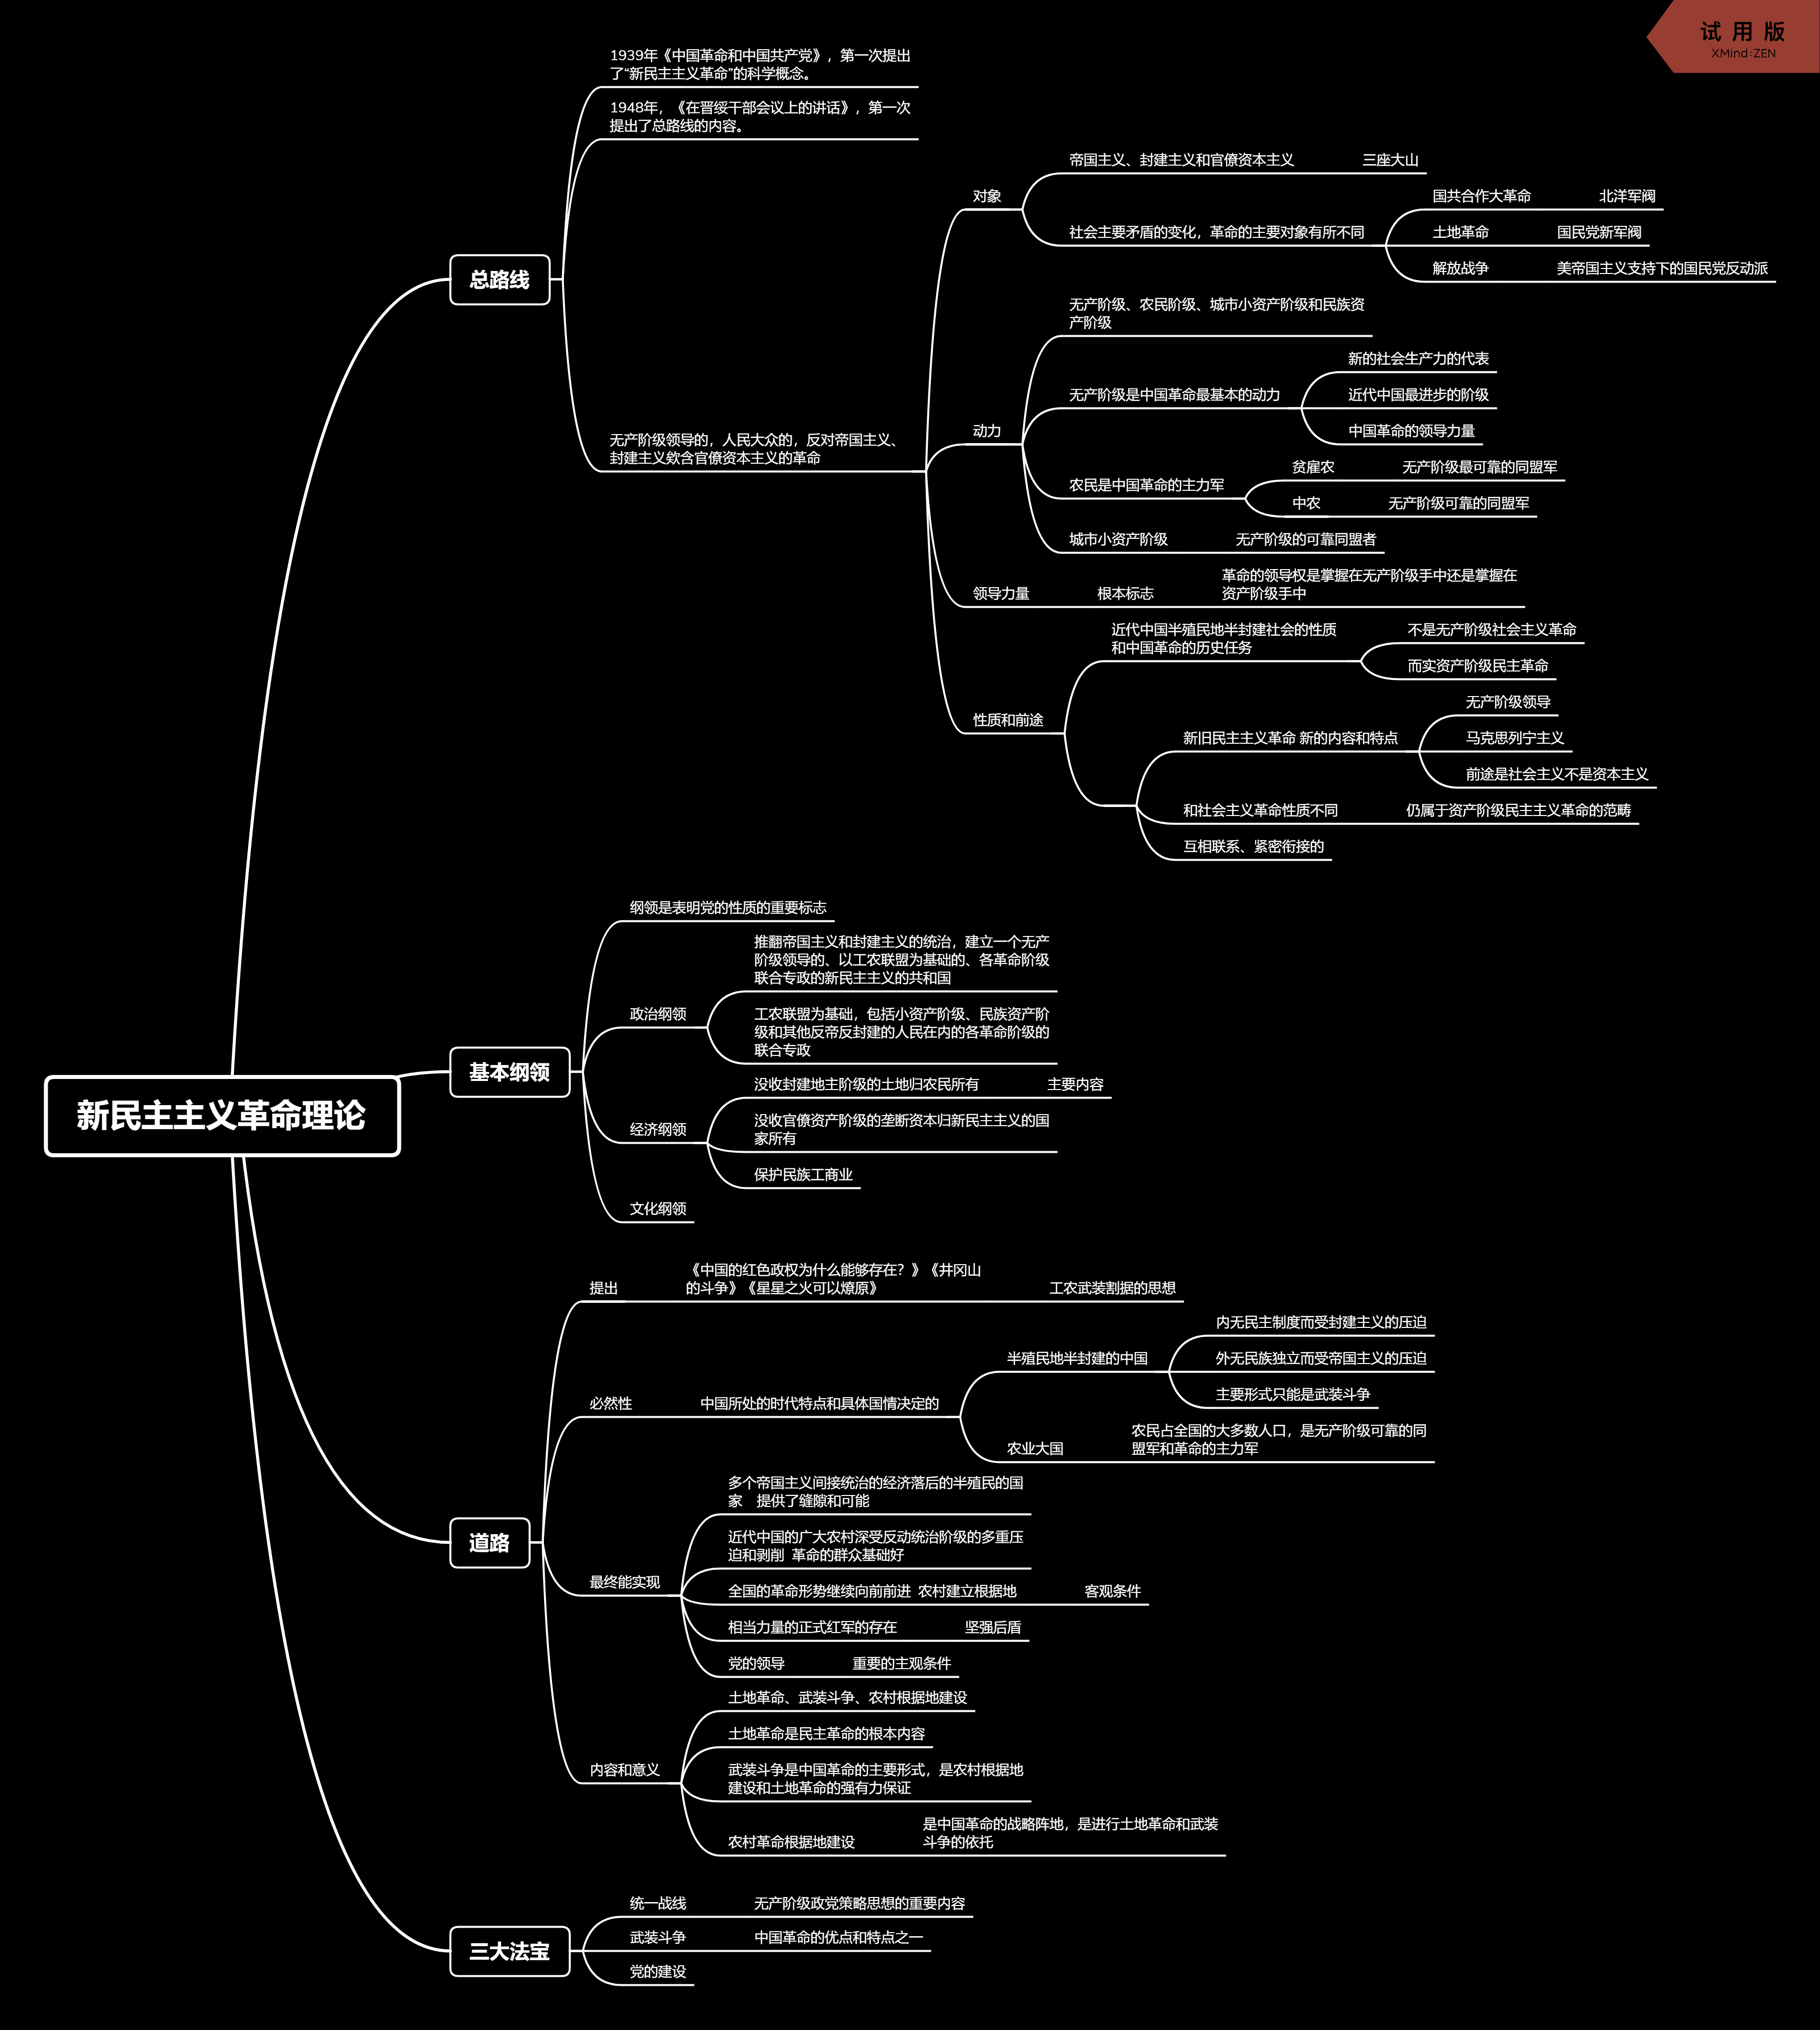 试 用 版
XMind:ZEN
新民主主义革命理论
总路线
1939年《中国革命和中国共产党》，第一次提出
了“新民主主义革命”的科学概念。
1948年，《在晋绥干部会议上的讲话》，第一次
提出了总路线的内容。
无产阶级领导的，人民大众的，反对帝国主义、
封建主义欸含官僚资本主义的革命
对象
帝国主义、封建主义和官僚资本主义
三座大山
社会主要矛盾的变化，革命的主要对象有所不同
国共合作大革命
北洋军阀
土地革命
国民党新军阀
解放战争
美帝国主义支持下的国民党反动派
动力
无产阶级、农民阶级、城市小资产阶级和民族资
产阶级
无产阶级是中国革命最基本的动力
新的社会生产力的代表
近代中国最进步的阶级
中国革命的领导力量
农民是中国革命的主力军
贫雇农
无产阶级最可靠的同盟军
中农
无产阶级可靠的同盟军
城市小资产阶级
无产阶级的可靠同盟者
领导力量
根本标志
革命的领导权是掌握在无产阶级手中还是掌握在
资产阶级手中
性质和前途
近代中国半殖民地半封建社会的性质
和中国革命的历史任务
不是无产阶级社会主义革命
而实资产阶级民主革命
新旧民主主义革命 新的内容和特点
无产阶级领导
马克思列宁主义
前途是社会主义不是资本主义
和社会主义革命性质不同
仍属于资产阶级民主主义革命的范畴
互相联系、紧密衔接的
基本纲领
纲领是表明党的性质的重要标志
政治纲领
推翻帝国主义和封建主义的统治，建立一个无产
阶级领导的、以工农联盟为基础的、各革命阶级
联合专政的新民主主义的共和国
工农联盟为基础，包括小资产阶级、民族资产阶
级和其他反帝反封建的人民在内的各革命阶级的
联合专政
经济纲领
没收封建地主阶级的土地归农民所有
主要内容
没收官僚资产阶级的垄断资本归新民主主义的国
家所有
保护民族工商业
文化纲领
道路
提出
《中国的红色政权为什么能够存在？》《井冈山
的斗争》《星星之火可以燎原》
工农武装割据的思想
必然性
中国所处的时代特点和具体国情决定的
半殖民地半封建的中国
内无民主制度而受封建主义的压迫
外无民族独立而受帝国主义的压迫
主要形式只能是武装斗争
农业大国
农民占全国的大多数人口，是无产阶级可靠的同
盟军和革命的主力军
最终能实现
多个帝国主义间接统治的经济落后的半殖民的国
家 提供了缝隙和可能
近代中国的广大农村深受反动统治阶级的多重压
迫和剥削 革命的群众基础好
全国的革命形势继续向前前进 农村建立根据地
客观条件
相当力量的正式红军的存在
坚强后盾
党的领导
重要的主观条件
内容和意义
土地革命、武装斗争、农村根据地建设
土地革命是民主革命的根本内容
武装斗争是中国革命的主要形式，是农村根据地
建设和土地革命的强有力保证
农村革命根据地建设
是中国革命的战略阵地，是进行土地革命和武装
斗争的依托
三大法宝
统一战线
无产阶级政党策略思想的重要内容
武装斗争
中国革命的优点和特点之一
党的建设